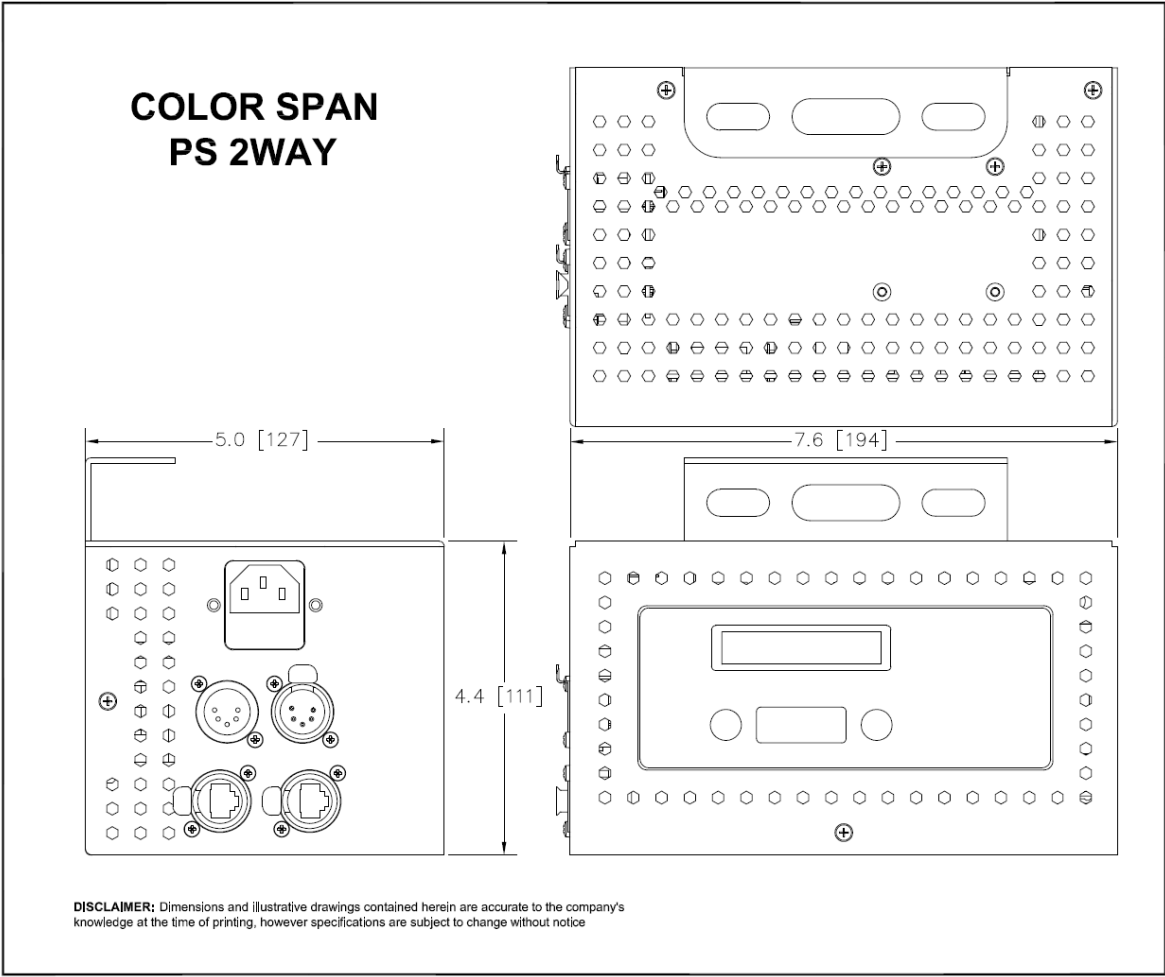 COLOR SPAN
PS 2WAY
5.0 [127]
7.6 [194]
4.4 [111]
DISCLAIMER: Dimensions and illustrative drawings contained herein are accurate to the company's
knowledge at the time of printing, however specifications are subject to change without notice